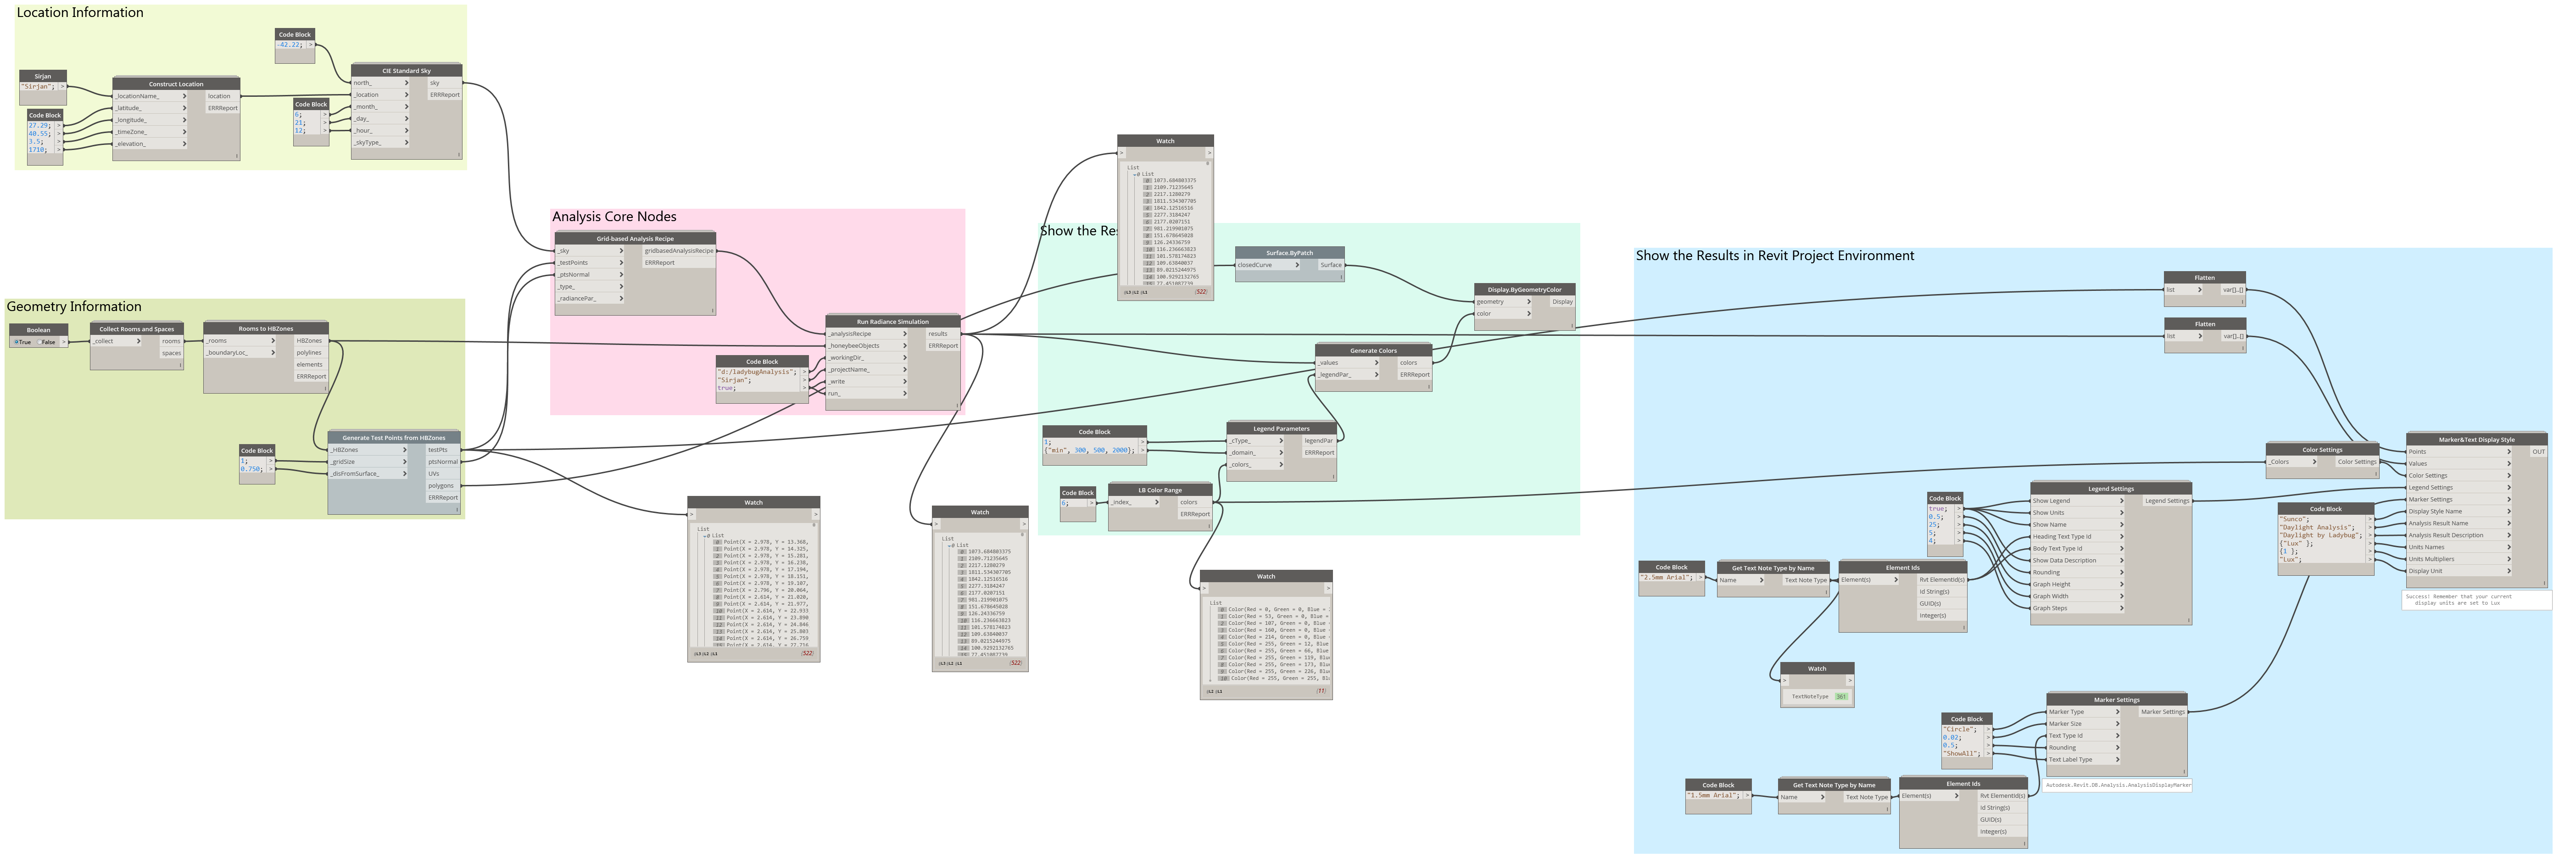 Location Information
Code Block
-42.22; >
Sirjan
"Sirjan"; >
Code Block
27.29; >
40.55; >
3.5; >
1710; >
Construct Location
_locationName_ > location
_latitude_ > ERRReport
_longitude_ >
_timeZone_ >
_elevation_ >
Code Block
6; >
21; >
12; >
CIE Standard Sky
north_ > sky
_location > ERRReport
_month_ >
_day_ >
_hour_ >
_skyType_ >
Geometry Information
Boolean
True False >
Collect Rooms and Spaces
_collect > rooms
spaces
Rooms to HBZones
_rooms > HBZones
_boundaryLoc_ > polylines
elements
ERRReport
Code Block
1; >
0.750; >
Generate Test Points from HBZones
_HBZones > testPts
_gridSize > ptsNormal
_disFromSurface_ > UVs
polygons
ERRReport
Analysis Core Nodes
Grid-based Analysis Recipe
_sky > gridbasedAnalysisRecipe
_testPoints > ERRReport
_ptsNormal >
_type_ >
_radiancePar_ >
Code Block
"d:/ladybugAnalysis"; >
"Sirjan"; >
true; >
Run Radiance Simulation
_analysisRecipe > results
_honeybeeObjects > ERRReport
_workingDir_ >
_projectName_ >
_write >
run_ >
Watch
List
0 List
0 Point(X = 2.978, Y = 13.368,
1 Point(X = 2.978, Y = 14.325,
2 Point(X = 2.978, Y = 15.281,
3 Point(X = 2.978, Y = 16.238,
4 Point(X = 2.978, Y = 17.194,
5 Point(X = 2.978, Y = 18.151,
6 Point(X = 2.978, Y = 19.107,
7 Point(X = 2.796, Y = 20.064,
8 Point(X = 2.614, Y = 21.020,
9 Point(X = 2.614, Y = 21.977,
10 Point(X = 2.614, Y = 22.933
11 Point(X = 2.614, Y = 23.890
12 Point(X = 2.614, Y = 24.846
13 Point(X = 2.614, Y = 25.803
14 Point(X = 2.614, Y = 26.759
@L3 @L2 @L1 {522}
Watch
List
0 List
0 1073.684803375
1 2109.71235645
2 2217.1280279
3 1811.534307705
4 1842.12516516
5 2277.3184247
6 2177.0207151
7 981.219901075
8 151.678645028
9 126.24336759
10 116.236663823
11 101.578174823
12 109.63840037
13 89.0215244975
14 100.9292132765
15 77.451087739
@L3 @L2 @L1 {522}
Show the Res
Watch
List
0 List
0 1073.684803375
1 2109.71235645
2 2217.1280279
3 1811.534307705
4 1842.12516516
5 2277.3184247
6 2177.0207151
7 981.219901075
8 151.678645028
9 126.24336759
10 116.236663823
11 101.578174823
12 109.63840037
13 89.0215244975
14 100.9292132765
15 77.451087739
@L3 @L2 @L1 {522}
Surface.ByPatch
closedCurve > Surface
Display.ByGeometryColor
geometry > Display
color >
Generate Colors
_values > colors
_legendPar_ > ERRReport
Code Block
1; >
{"min", 300, 500, 2000}; >
Legend Parameters
_cType_ > legendPar
_domain_ > ERRReport
_colors_ >
Code Block
6; >
LB Color Range
_index_ > colors
ERRReport
Watch
List
0 Color(Red = 0, Green = 0, Blue =
1 Color(Red = 53, Green = 0, Blue =
2 Color(Red = 107, Green = 0, Blue
3 Color(Red = 160, Green = 0, Blue
4 Color(Red = 214, Green = 0, Blue
5 Color(Red = 255, Green = 12, Blue
6 Color(Red = 255, Green = 66, Blue
7 Color(Red = 255, Green = 119, Blu
8 Color(Red = 255, Green = 173, Blu
9 Color(Red = 255, Green = 226, Blu
10 Color(Red = 255, Green = 255, Bl
@L2 @L1 {11}
Show the Results in Revit Project Environment
Flatten
list > var[]..[]
Flatten
list > var[]..[]
Color Settings
_Colors > Color Settings
Marker&Text Display Style
Points > OUT
Values >
Color Settings >
Legend Settings >
Marker Settings >
Display Style Name >
Analysis Result Name >
Analysis Result Description >
Units Names >
Units Multipliers >
Display Unit >
Success! Remember that your current
display units are set to Lux
Code Block
"Sunco"; >
"Daylight Analysis"; >
"Daylight by Ladybug"; >
{"Lux" }; >
{1 }; >
"Lux"; >
Code Block
true; >
0.5; >
25; >
5; >
4; >
Legend Settings
Show Legend > Legend Settings
Show Units >
Show Name >
Heading Text Type Id >
Body Text Type Id >
Show Data Description >
Rounding >
Graph Height >
Graph Width >
Graph Steps >
Code Block
"2.5mm Arial"; >
Get Text Note Type by Name
Name > Text Note Type
Element Ids
Element(s) > Rvt ElementId(s)
Id String(s)
GUID(s)
Integer(s)
Watch
TextNoteType 361
Code Block
"Circle"; >
0.02; >
0.5; >
"ShowAll"; >
Marker Settings
Marker Type > Marker Settings
Marker Size >
Text Type Id >
Rounding >
Text Label Type >
Autodesk.Revit.DB.Analysis.AnalysisDisplayMarker
Code Block
"1.5mm Arial"; >
Get Text Note Type by Name
Name > Text Note Type
Element Ids
Element(s) > Rvt ElementId(s)
Id String(s)
GUID(s)
Integer(s)